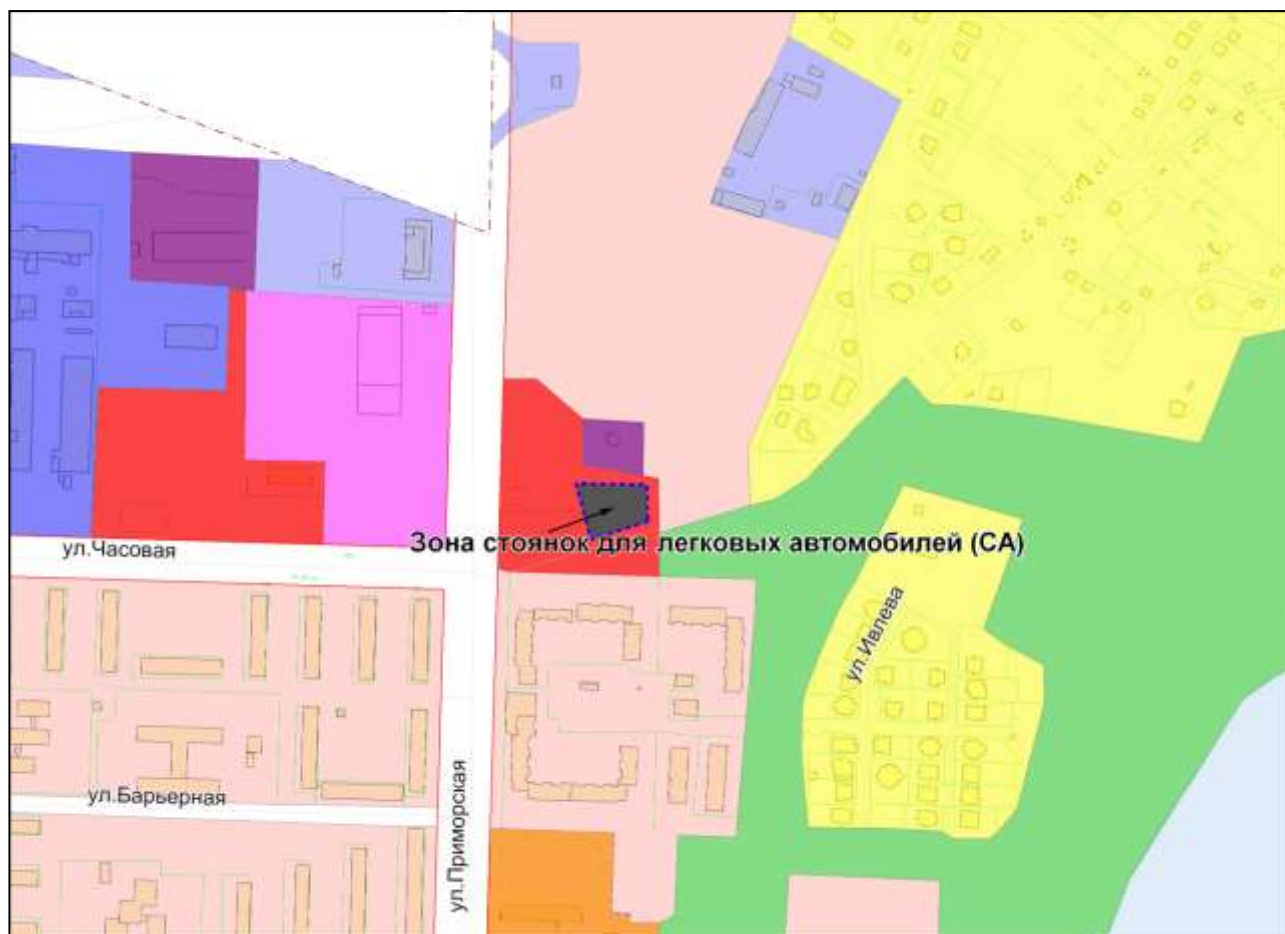 ул.Часовая
Зона стоянок для легковых автомобилей (СА)
ул.Ивлева
ул.Барьерная
ул.Приморская